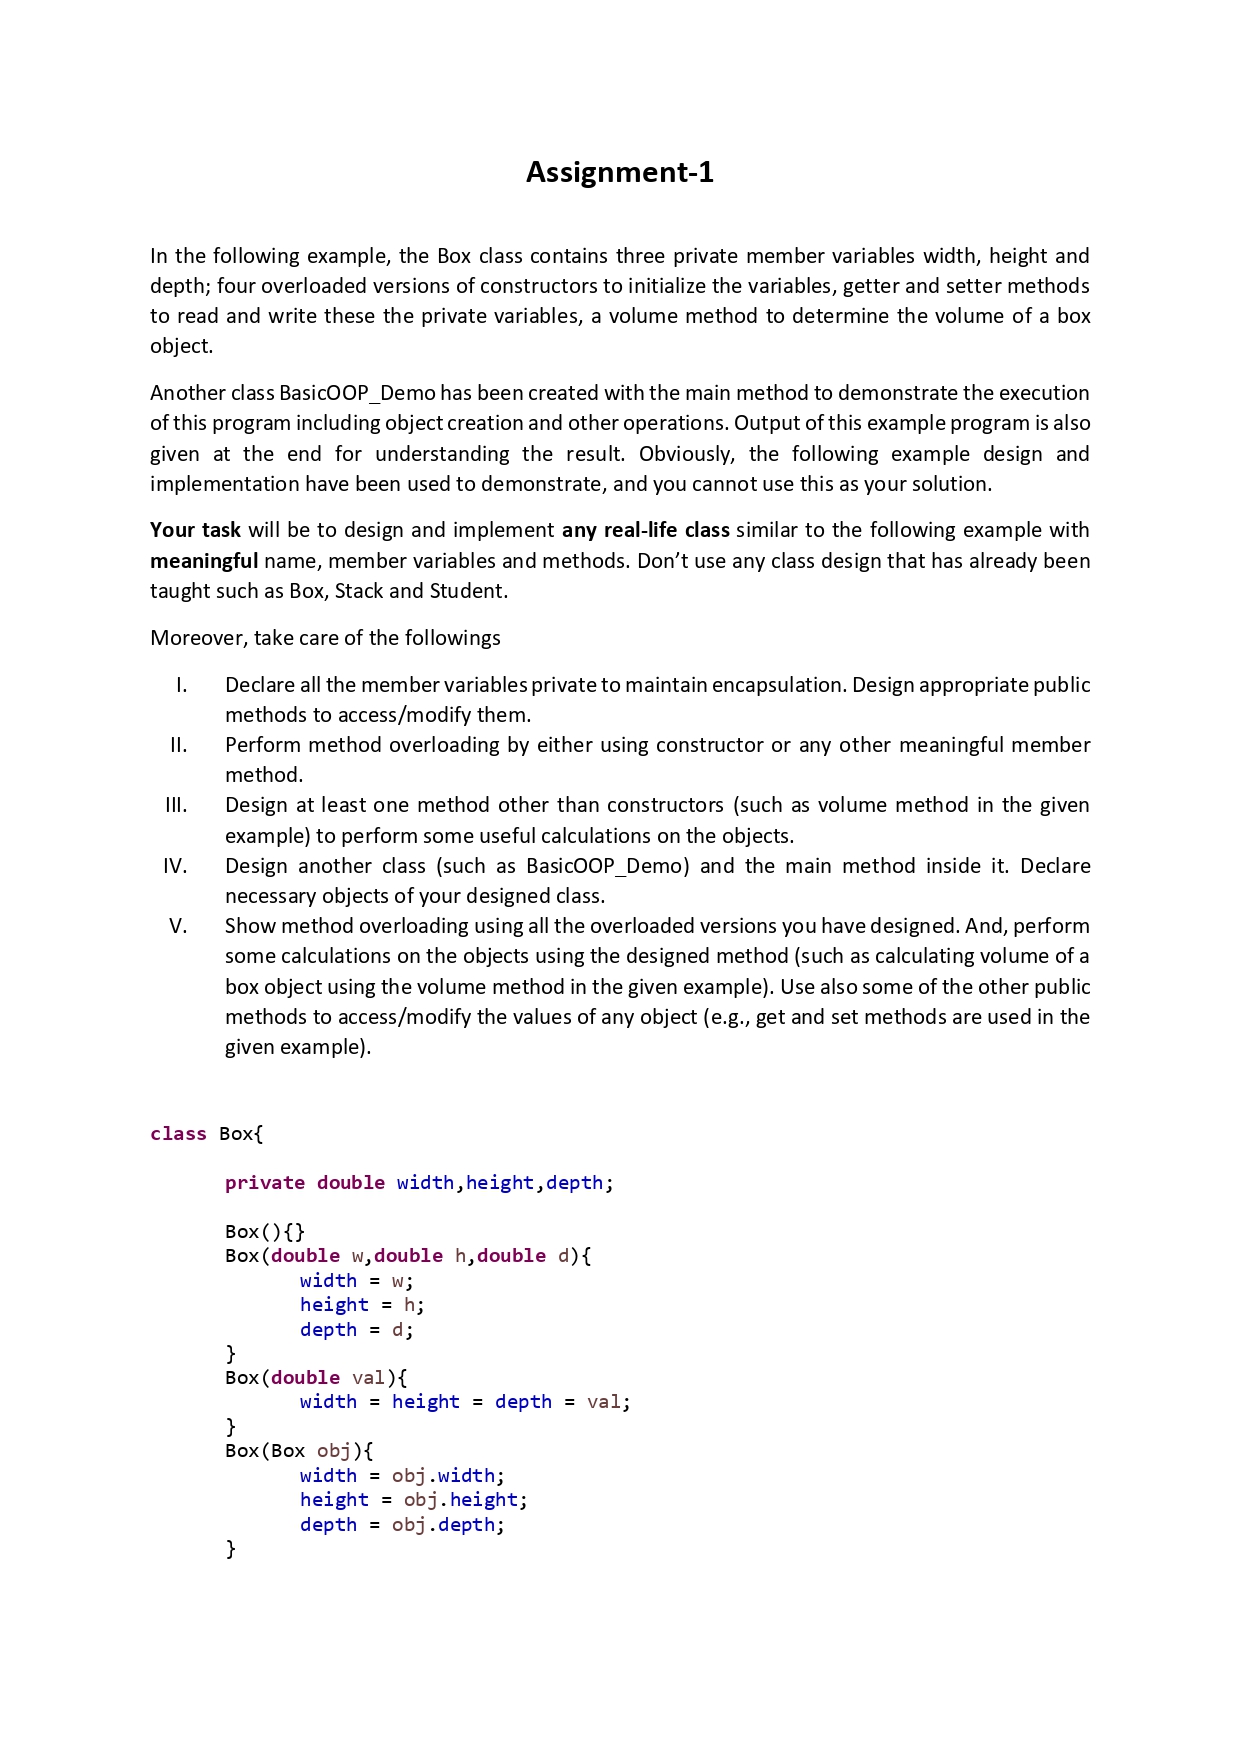 Assignment-1
In the following example, the Box class contains three private member variables width, height and
depth; four overloaded versions of constructors to initialize the variables, getter and setter methods
to read and write these the private variables, a volume method to determine the volume of a box
object.
Another class BasicOOP_Demo has been created with the main method to demonstrate the execution
of this program including object creation and other operations. Output of this example program is also
given at the end for understanding the result. Obviously, the following example design and
implementation have been used to demonstrate, and you cannot use this as your solution.
Your task will be to design and implement any real-life class similar to the following example with
meaningful name, member variables and methods. Don’t use any class design that has already been
taught such as Box, Stack and Student.
Moreover, take care of the followings
I. Declare all the member variables private to maintain encapsulation. Design appropriate public
methods to access/modify them.
II. Perform method overloading by either using constructor or any other meaningful member
method.
III. Design at least one method other than constructors (such as volume method in the given
example) to perform some useful calculations on the objects.
IV. Design another class (such as BasicOOP_Demo) and the main method inside it. Declare
necessary objects of your designed class.
V. Show method overloading using all the overloaded versions you have designed. And, perform
some calculations on the objects using the designed method (such as calculating volume of a
box object using the volume method in the given example). Use also some of the other public
methods to access/modify the values of any object (e.g., get and set methods are used in the
given example).
class Box{
private double width,height,depth;
Box(){}
Box(double w,double h,double d){
width = w;
height = h;
depth = d;
}
Box(double val){
width = height = depth = val;
}
Box(Box obj){
width = obj.width;
height = obj.height;
depth = obj.depth;
}